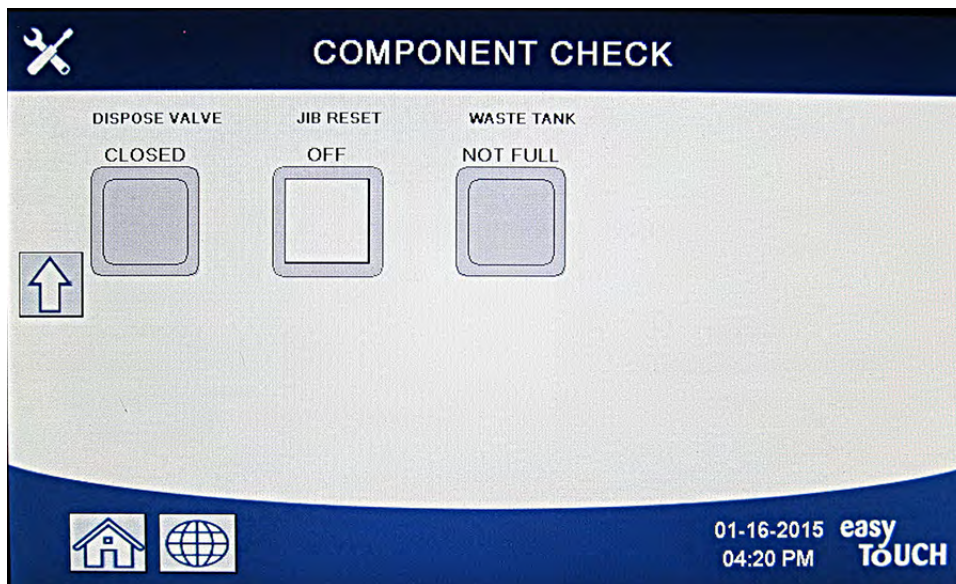 COMPONENT CHECK
DISPOSE VALVE JIB RESET WASTE TANK
CLOSED OFF NOT FULL
01-16-2015
04:20 PM
easy
TOUCH